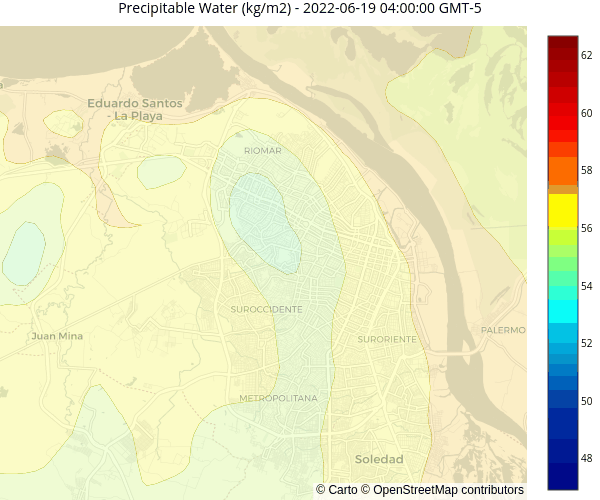 Precipitable Water (kg/m2) - 2022-06-19 04:00:00 GMT-5
Eduardo Santos
- La Playa
RIOMAR
SUROCCIDENTE
Juan Mina
SURORIENTE
PALERMO
METROPOLITANA
Soledad
© Carto © OpenStreetMap contributors
62
60
58
56
54
52
50
48